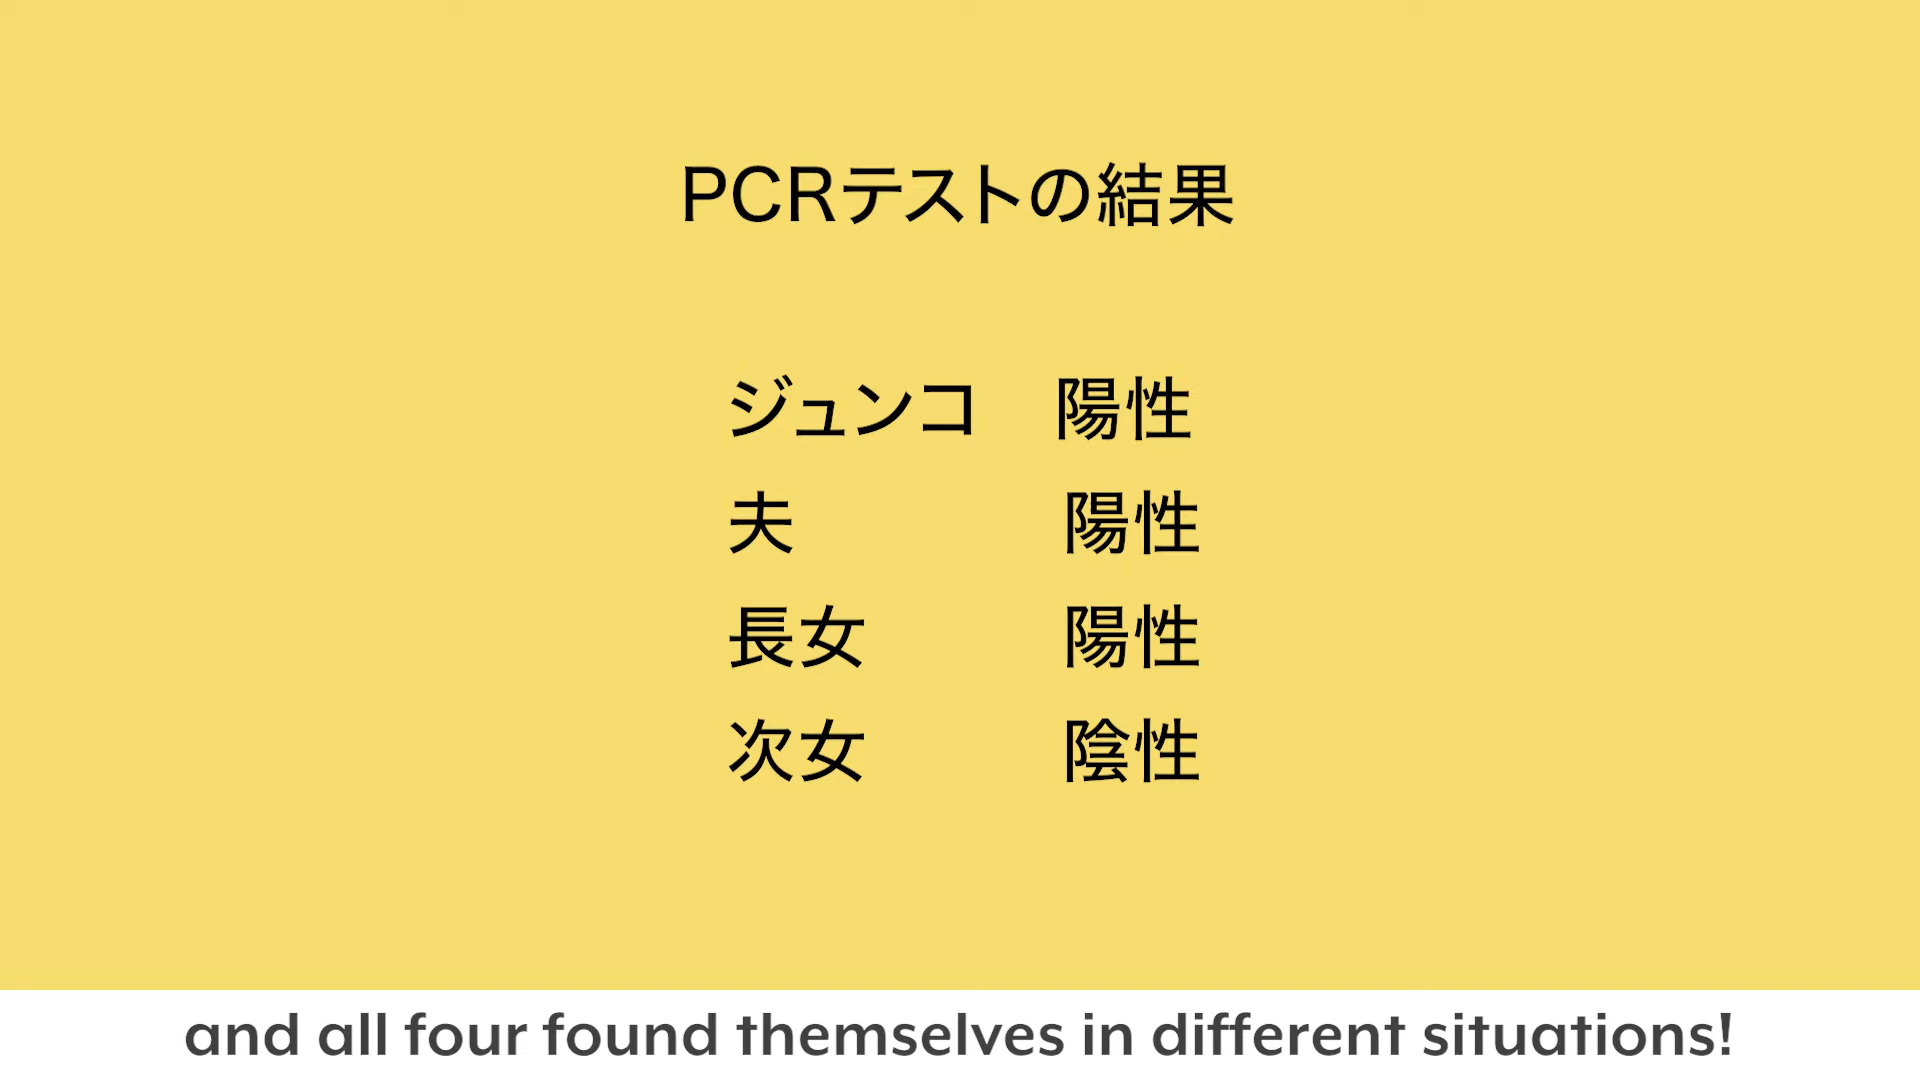 PCRテストの結果
ジュンコ 陽性
夫 陽性
長女 陽性
次女 陰性
and all four found themselves in different situations!